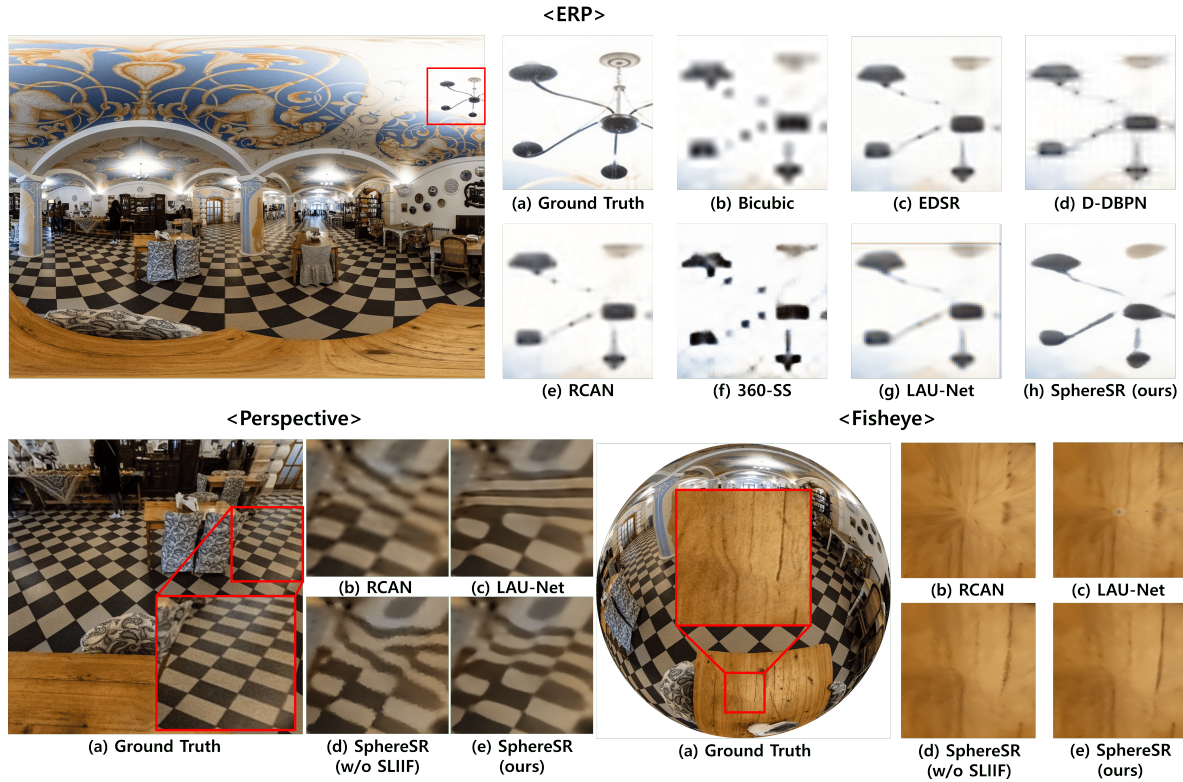 <ERP>
(a) Ground Truth
(b) Bicubic
(c) EDSR
(d) D-DBPN
(e) RCAN
(f) 360-SS
(g) LAU-Net
(h) SphereSR (ours)
<Perspective>
(b) RCAN
(c) LAU-Net
(a) Ground Truth
(d) SphereSR
(w/o SLIIF)
(e) SphereSR
(ours)
<Fisheye>
(b) RCAN
(c) LAU-Net
(a) Ground Truth
(d) SphereSR
(w/o SLIIF)
(e) SphereSR
(ours)